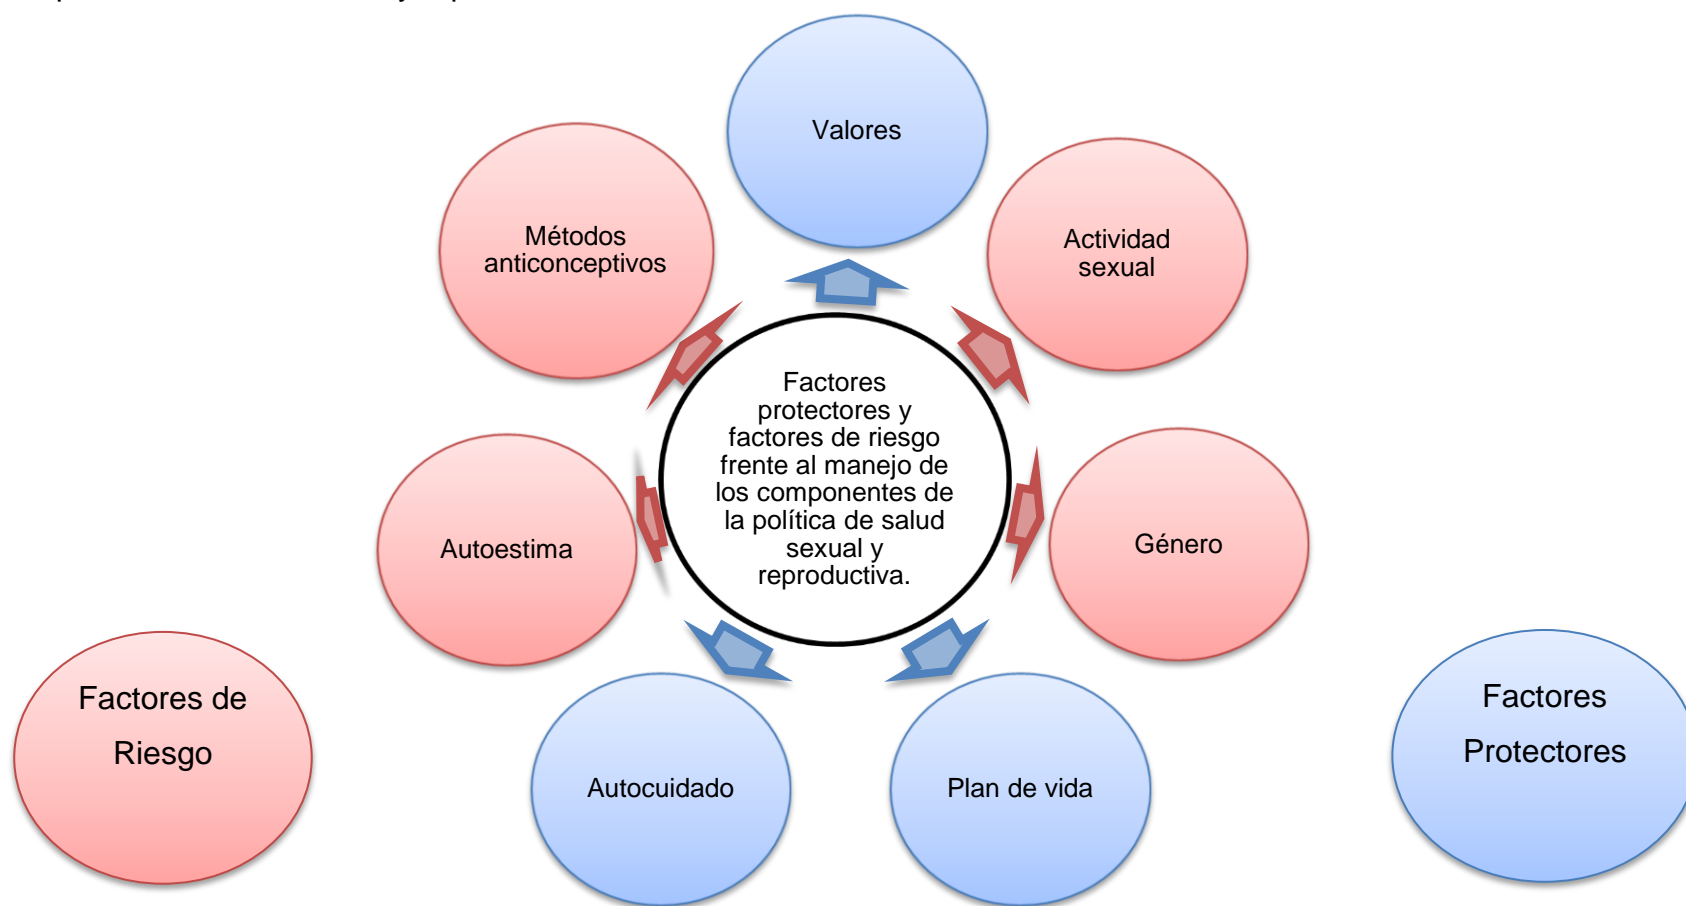 Valores
Métodos
anticonceptivos
Actividad
sexual
Factores
protectores y
factores de riesgo
frente al manejo de
los componentes de
la política de salud
sexual y
reproductiva.
Autoestima
Género
Factores de
Riesgo
Factores
Protectores
Autocuidado
Plan de vida